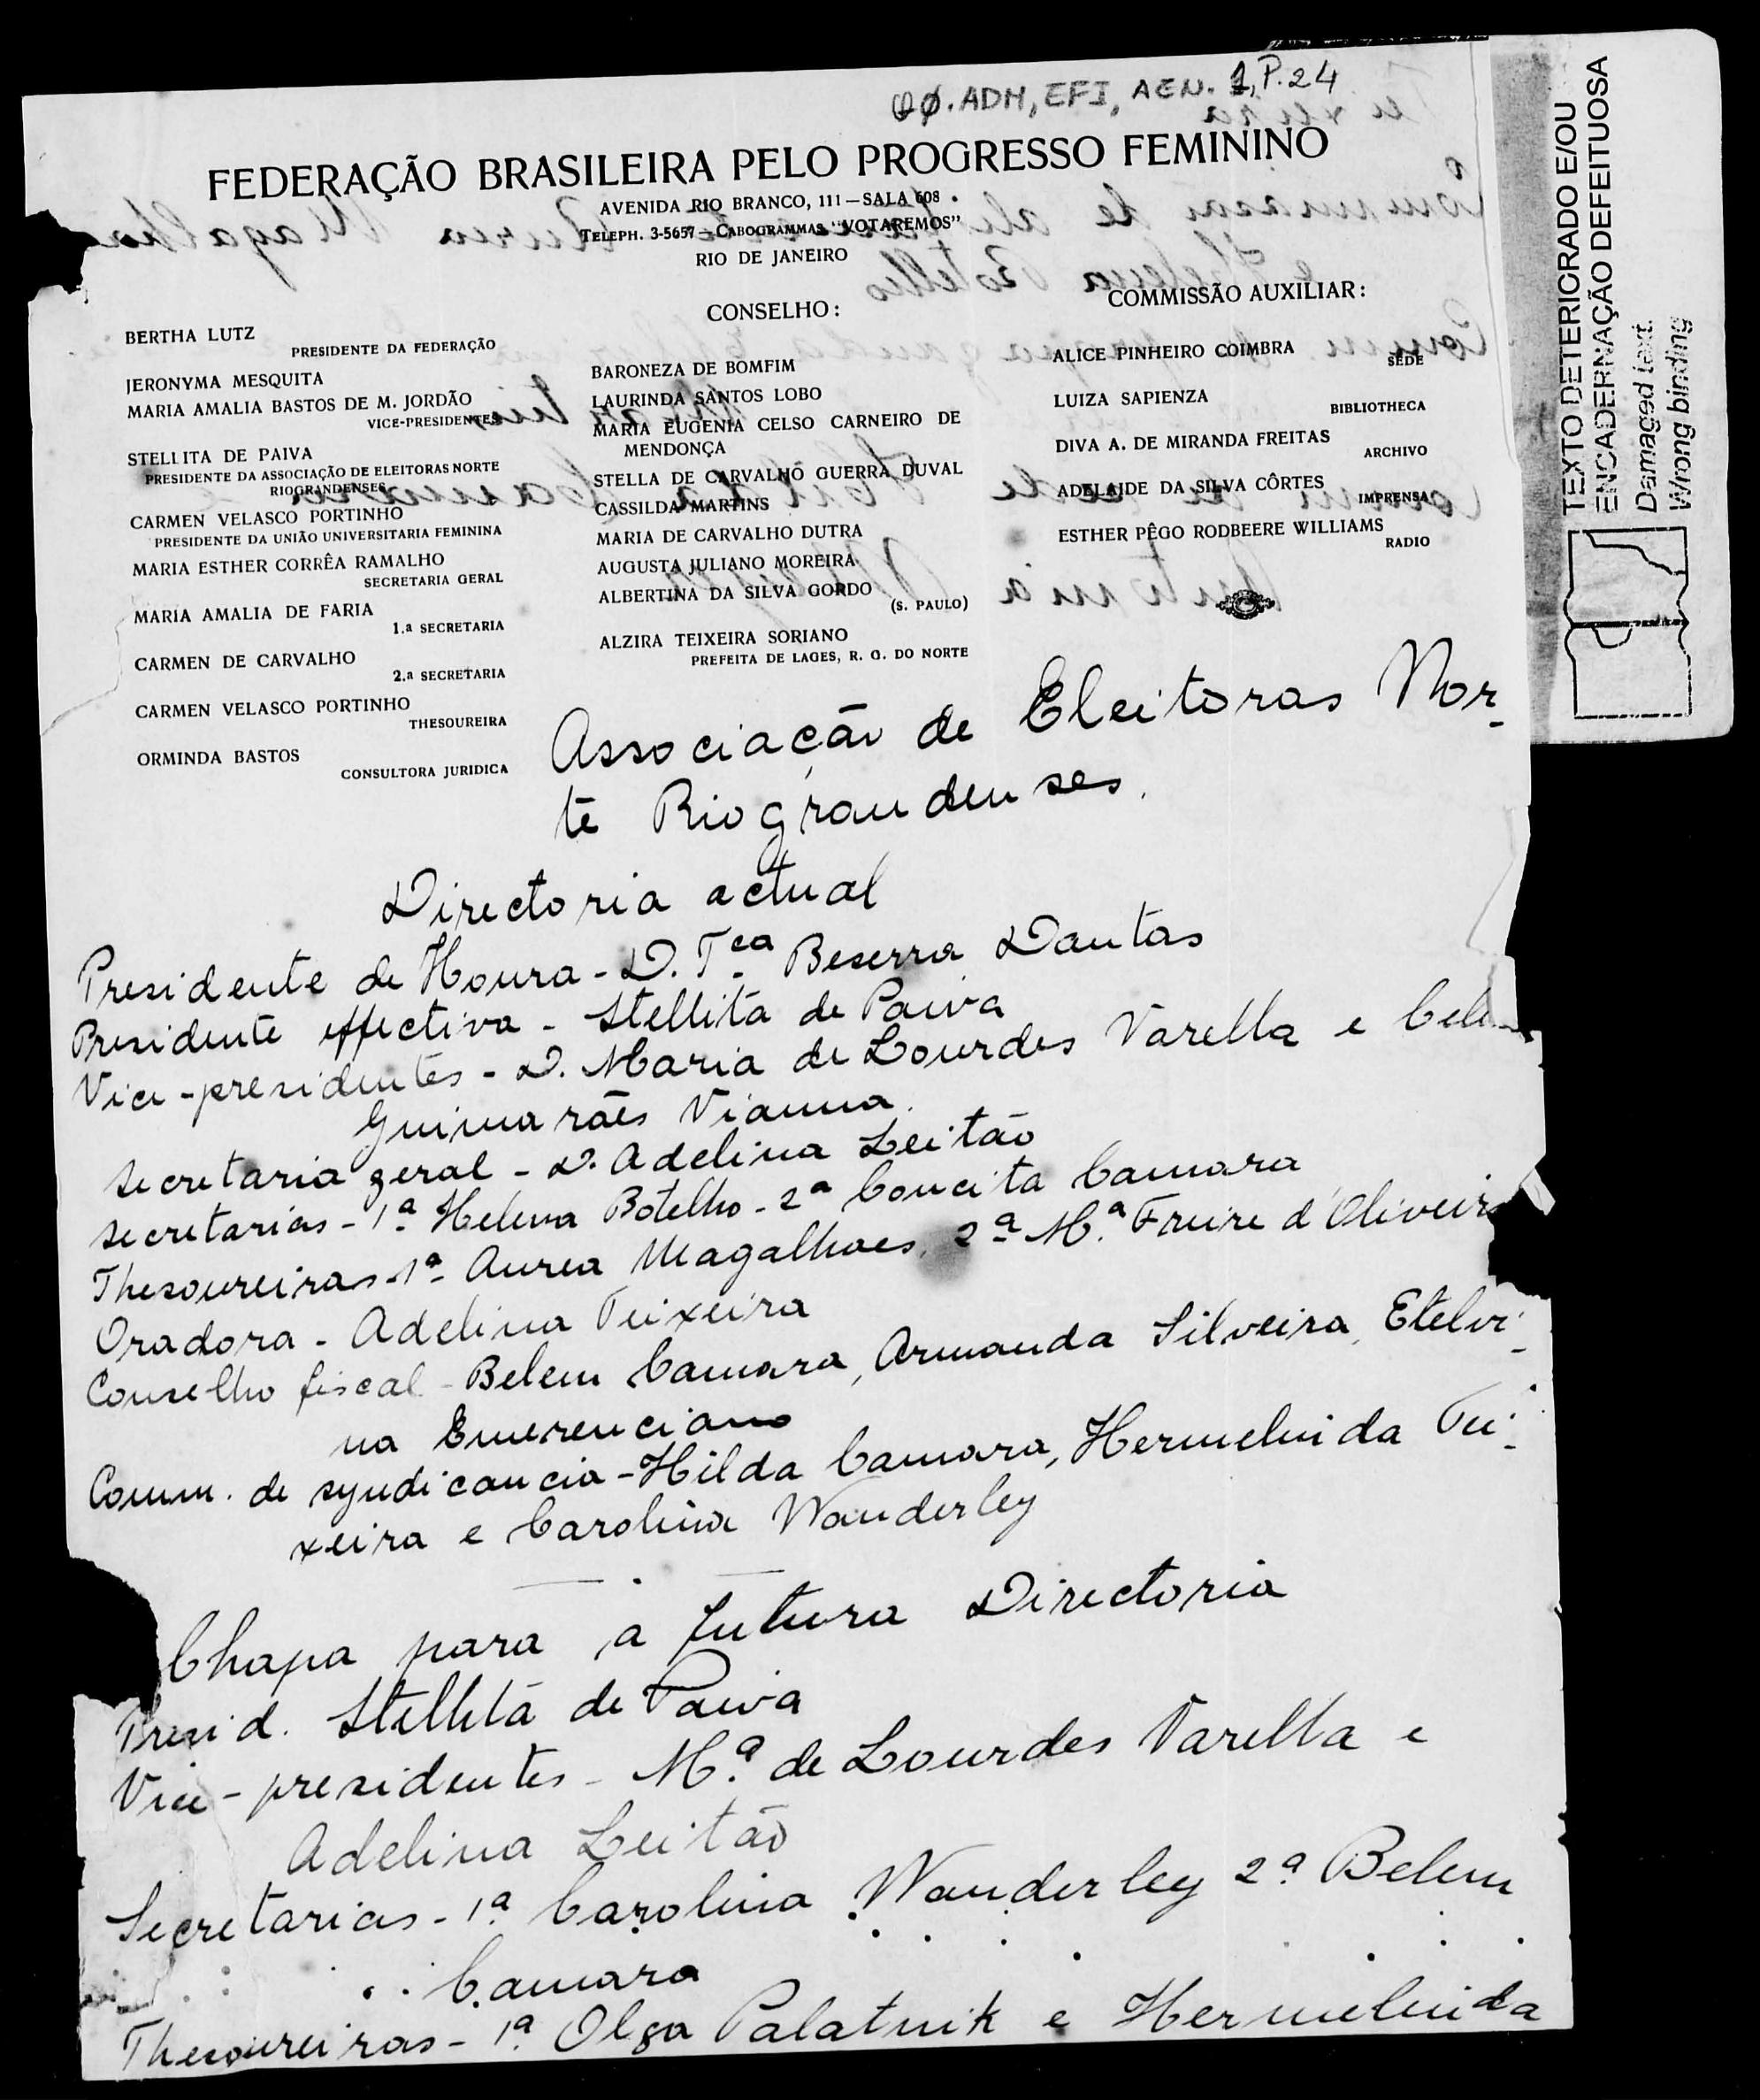 QØ.ADM, EFI, AEN. 1, P.24
FEDERAÇÃO BRASILEIRA PELO PROGRESSO FEMININO
AVENIDA RIO BRANCO, 111—SALA 608
TELEPH. 3-5657—CABOGRAMMAS "VOTAREMOS"
RIO DE JANEIRO
BERTHA LUTZ
PRESIDENTE DA FEDERAÇÃO
JERONYMA MESQUITA
MARIA AMALIA BASTOS DE M. JORDÃO
VICE-PRESIDENTES
STELLITA DE PAIVA
PRESIDENTE DA ASSOCIAÇÃO DE ELEITORAS NORTE
RIOGRANDENSES
CARMEN VELASCO PORTINHO
PRESIDENTE DA UNIÃO UNIVERSITARIA FEMININA
MARIA ESTHER CORRÊA RAMALHO
SECRETARIA GERAL
MARIA AMALIA DE FARIA
1.ª SECRETARIA
CARMEN DE CARVALHO
2.ª SECRETARIA
CARMEN VELASCO PORTINHO
THESOUREIRA
ORMINDA BASTOS
CONSULTORA JURIDICA
CONSELHO:
BARONEZA DE BOMFIM
LAURINDA SANTOS LOBO
MARIA EUGENIA CELSO CARNEIRO DE
MENDONÇA
STELLA DE CARVALHO GUERRA DUVAL
CASSILDA MARTINS
MARIA DE CARVALHO DUTRA
AUGUSTA JULIANO MOREIRA
ALBERTINA DA SILVA GORDO
(S. PAULO)
ALZIRA TEIXEIRA SORIANO
PREFEITA DE LAGES, R. G. DO NORTE
COMMISSÃO AUXILIAR:
ALICE PINHEIRO COIMBRA
SÉDE
LUIZA SAPIENZA
BIBLIOTHECA
DIVA A. DE MIRANDA FREITAS
ARCHIVO
ADELAIDE DA SILVA CÔRTES
IMPRENSA
ESTHER PÊGO RODBEERE WILLIAMS
RADIO
TEXTO DETERIORADO E/OU
ENCADERNAÇÃO DEFEITUOSA
Damaged text.
Wrong binding
Associação de Eleitoras Nor-
te Riograndenses.
Directoria actual
Presidente de Honra - D. Tca Beserra Dantas
Presidente effectiva - Stellita de Paiva
Vice-presidentes - D. Maria de Lourdes Varella e
Guimarães Vianna.
Secretaria geral - D. Adelina Leitão
Secretarias - 1ª Helena Botelho - 2ª Concita Camara
Thesoureiras 1ª Aurea Magalhães, 2ª Mª Freire d'Oliveira
Oradora - Adelina Teixeira
Conselho fiscal - Belem Camara, Armanda Silveira, Etelvi-
na Emerenciano
Comm. de syndicancia - Hilda Camara, Hermelinda Tei-
xeira e Carolina Wanderley
Chapa para a futura Directoria
Presid. Stellita de Paiva
Vice-presidentes - Mª de Lourdes Varella e
Adelina Leitão
Secretarias - 1ª Carolina Wanderley 2ª Belem
Camara
Thesoureiras - 1ª Olga Palatnik e Hermelinda